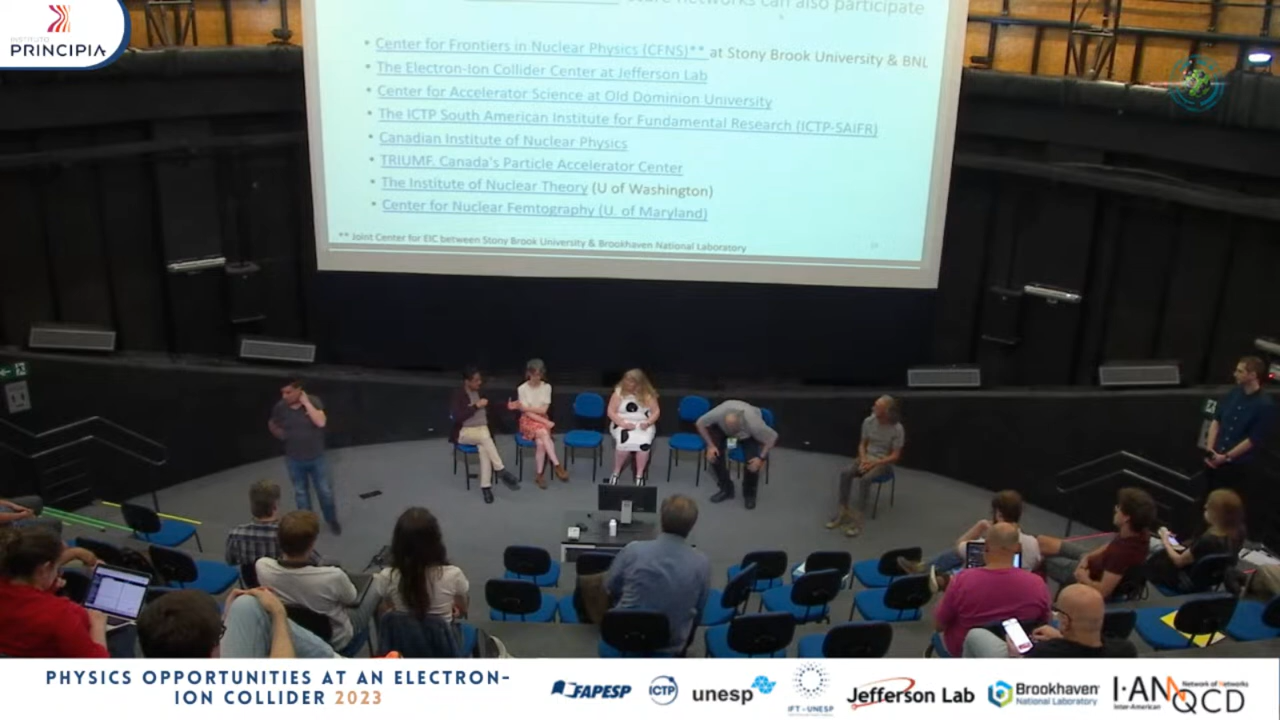 INSTITUTO
PRINCIPIA
networks can also participate
• Center for Frontiers in Nuclear Physics (CFNS)** at Stony Brook University & BNL
• The Electron-Ion Collider Center at Jefferson Lab
• Center for Accelerator Science at Old Dominion University
• The ICTP South American Institute for Fundamental Research (ICTP-SAIFR)
• Canadian Institute of Nuclear Physics
• TRIUMF. Canada's Particle Accelerator Center
• The Institute of Nuclear Theory (U of Washington)
• Center for Nuclear Femtography (U. of Maryland)
** Joint Center for EIC between Stony Brook University & Brookhaven National Laboratory
PHYSICS OPPORTUNITIES AT AN ELECTRON-
ION COLLIDER 2023
FAPESP
ICTP
unesp
IFT - UNESP
Jefferson Lab
Brookhaven
National Laboratory
I·AN
Inter-American
Network of Networks
QCD